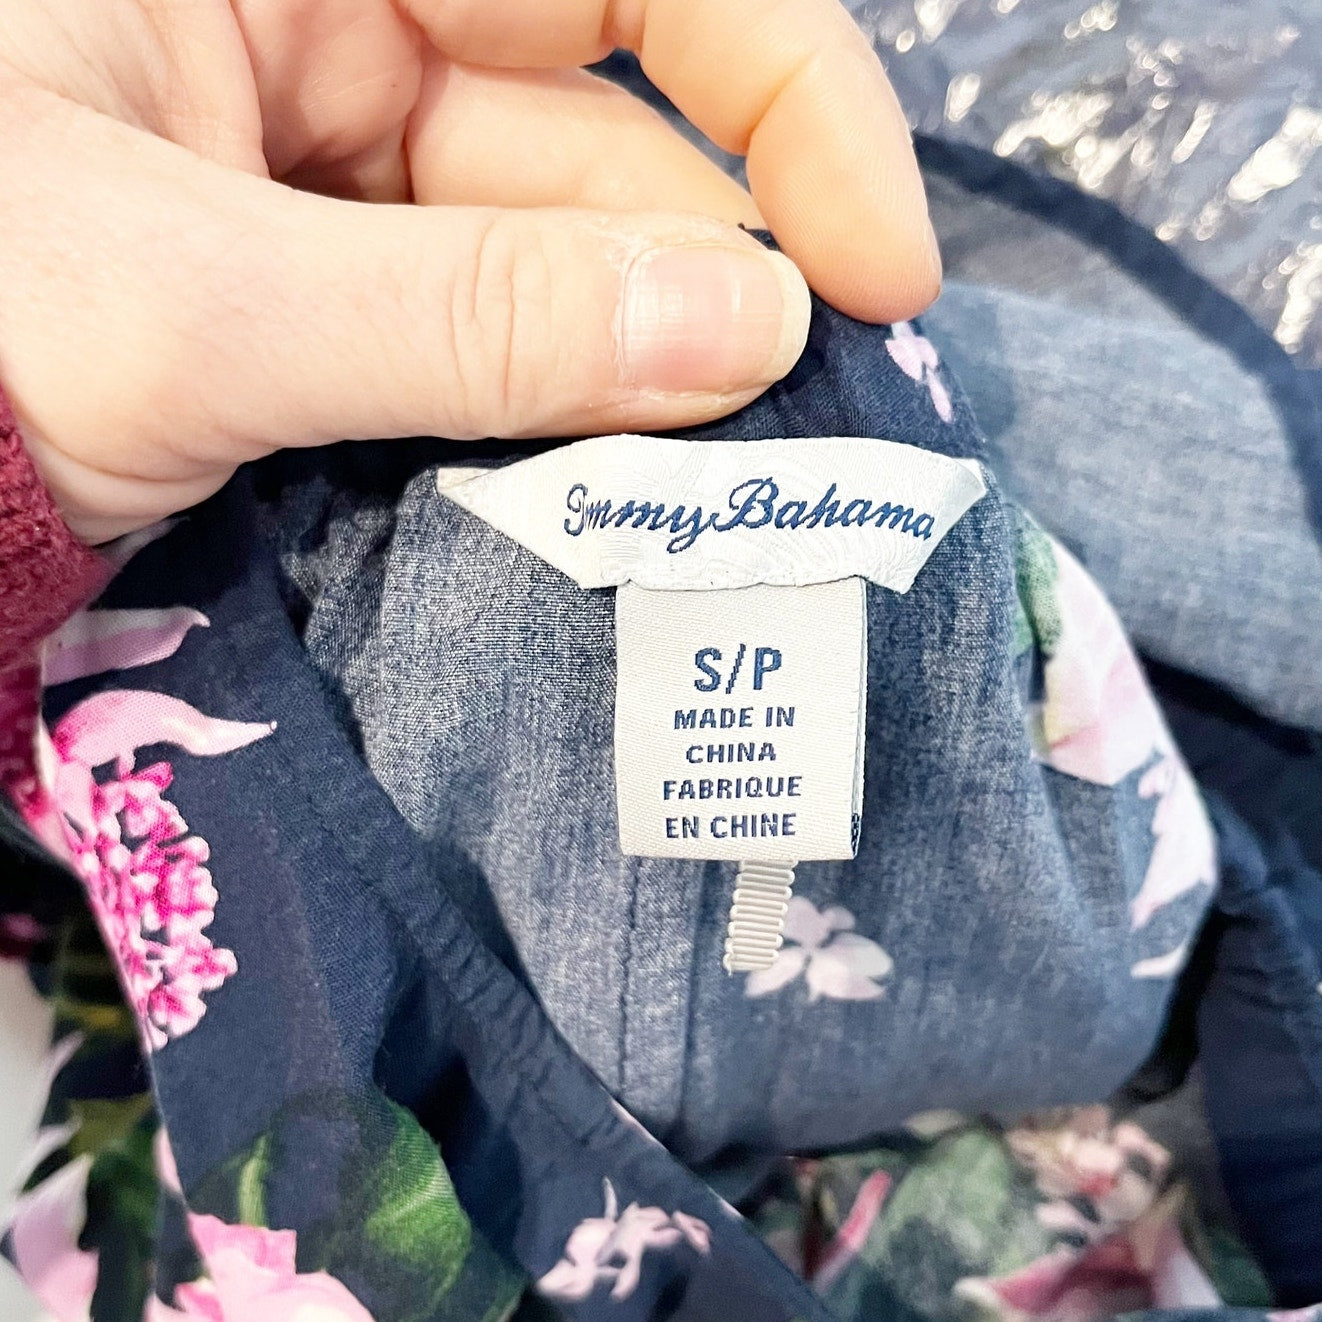 Tommy Bahama
S/P
MADE IN
CHINA
FABRIQUE
EN CHINE